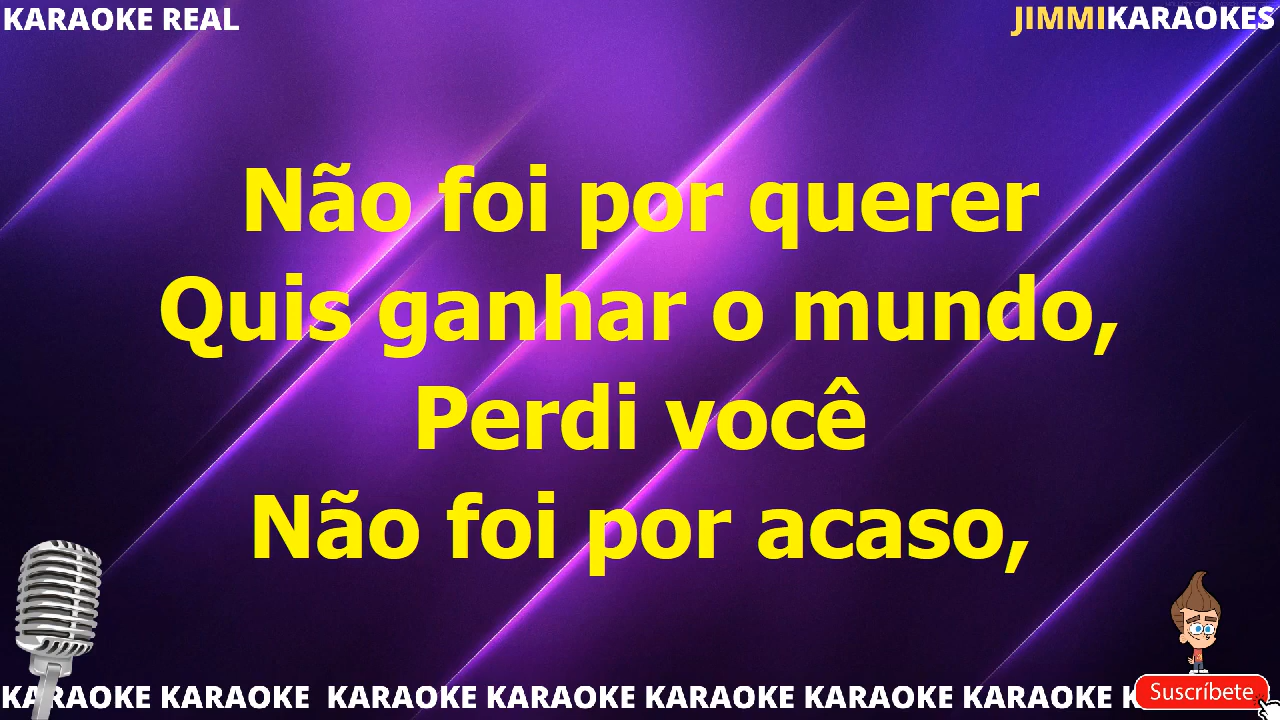 KARAOKE REAL
JIMMIKARAOKES
Não foi por querer
Quis ganhar o mundo,
Perdi você
Não foi por acaso,
KARAOKE KARAOKE KARAOKE KARAOKE KARAOKE KARAOKE KARAOKE K
Suscríbete